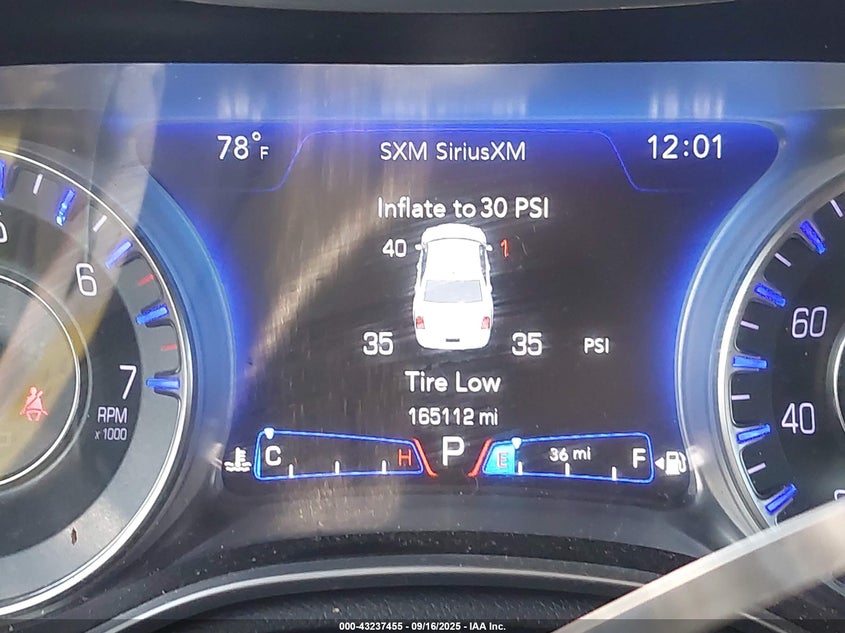 78°F
SXM SiriusXM
12:01
Inflate to 30 PSI
40 1
35 35 PSI
Tire Low
165112 mi
C H
P
E 36 mi F
6
7
RPM
x 1000
60
40
000-43237455 - 09/16/2025 - IAA Inc.